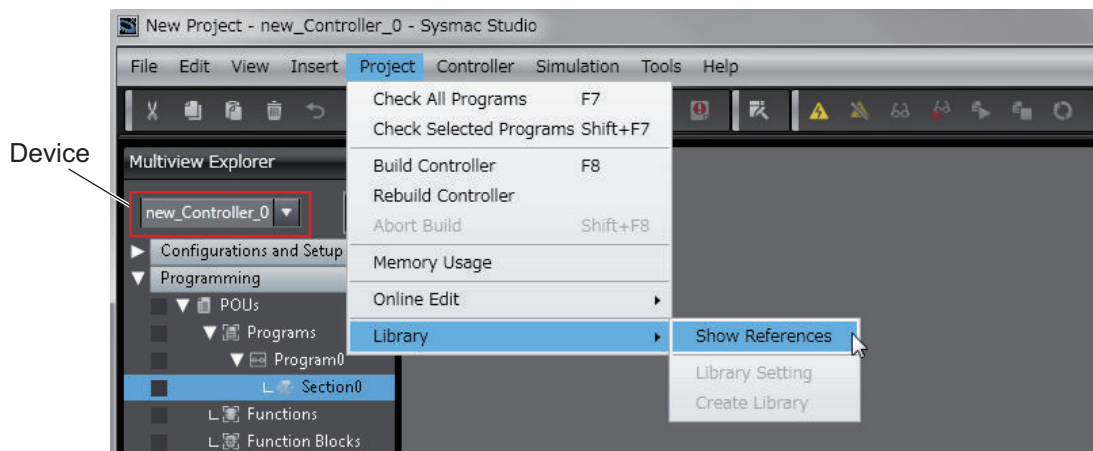 New Project - new_Controller_0 - Sysmac Studio
File Edit View Insert Project Controller Simulation Tools Help
Check All Programs F7
Check Selected Programs Shift+F7
Device
Multiview Explorer
Build Controller F8
new_Controller_0
Rebuild Controller
Abort Build Shift+F8
Configurations and Setup
Memory Usage
Programming
Online Edit
POUs
Programs
Library
Show References
Program0
Library Setting
Section0
Create Library
Functions
Function Blocks